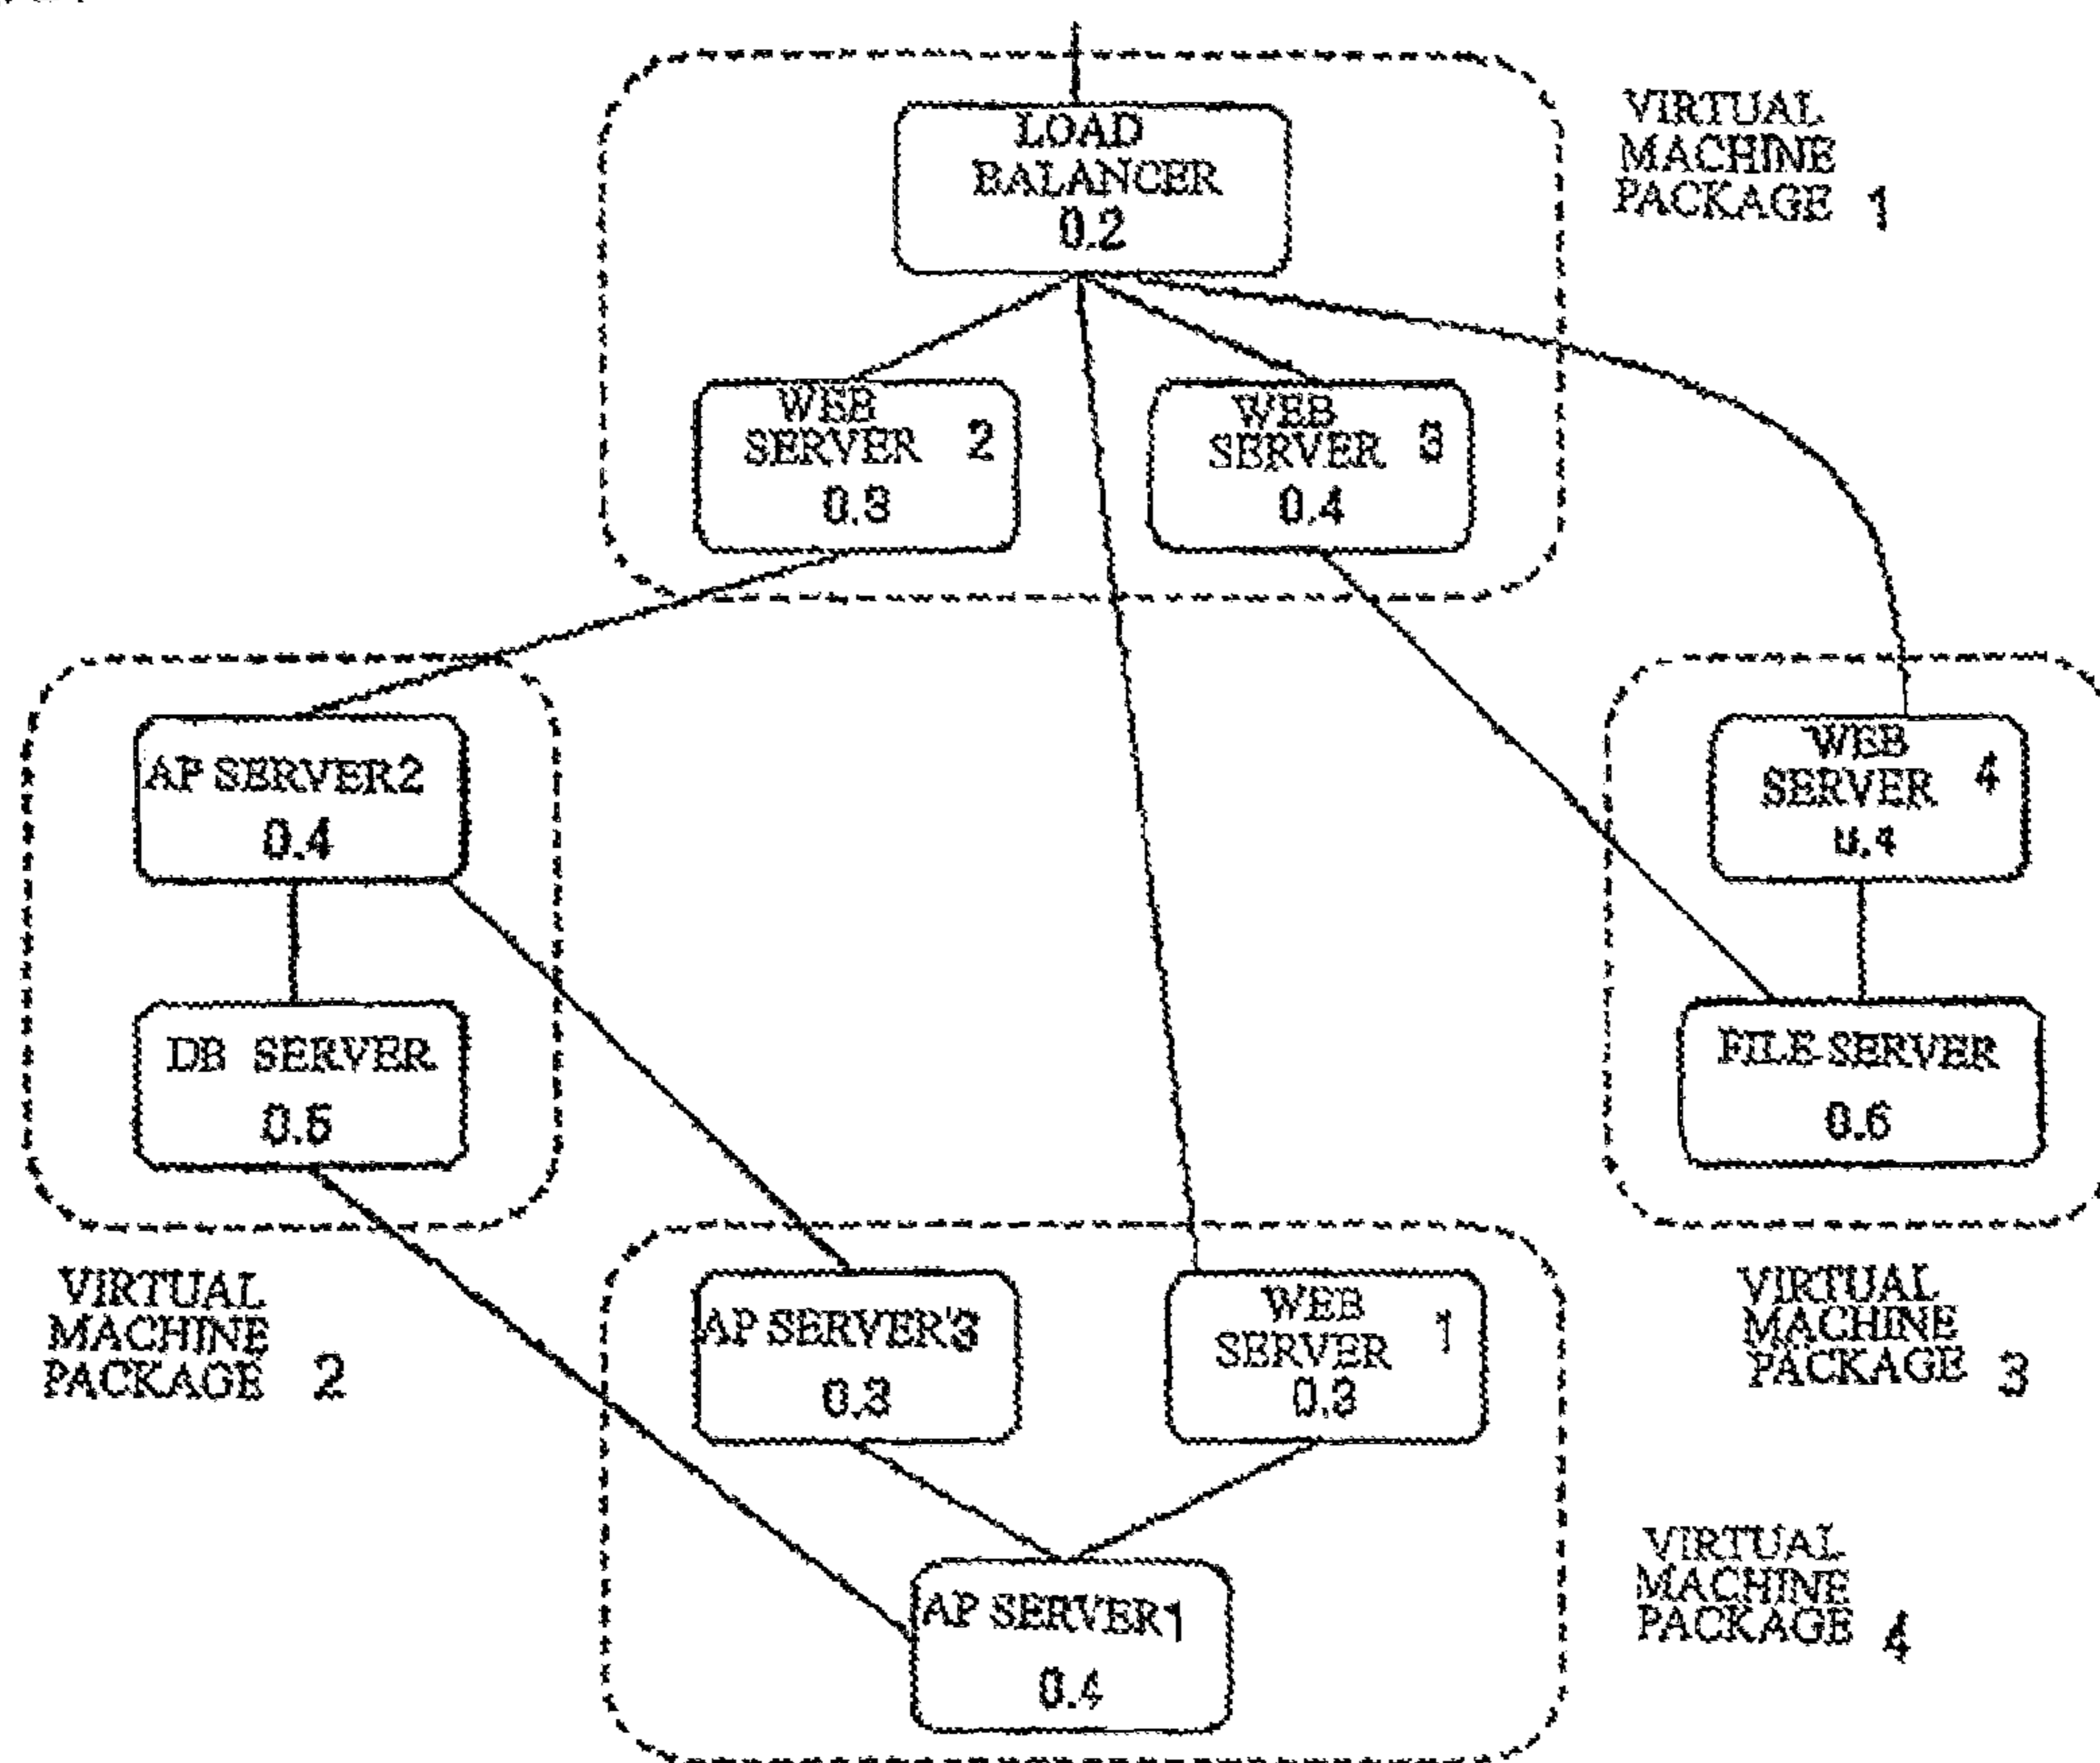 LOAD
BALANCER
0.2
VIRTUAL
MACHINE
PACKAGE 1
WEB
SERVER 2
0.3
WEB
SERVER 3
0.4
AP SERVER2
0.4
WEB
SERVER 4
0.4
DB SERVER
FILE SERVER
0.6
VIRTUAL
MACHINE
PACKAGE 2
AP SERVER3
0.3
WEB
SERVER 1
0.3
VIRTUAL
MACHINE
PACKAGE 3
AP SERVER1
0.4
VIRTUAL
MACHINE
PACKAGE 4